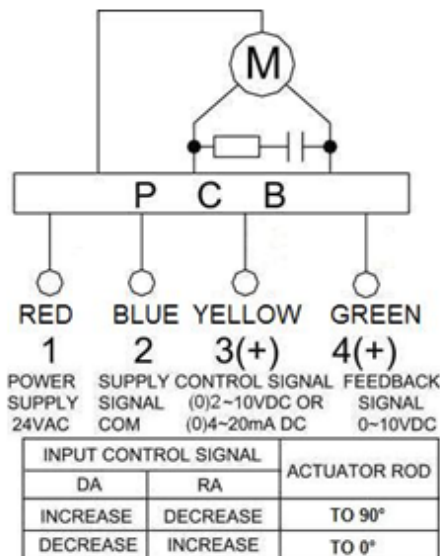 M
P C B
RED BLUE YELLOW GREEN
1 2 3(+) 4(+)
POWER SUPPLY CONTROL SIGNAL FEEDBACK
SUPPLY SIGNAL (0)2~10VDC OR SIGNAL
24VAC COM (0)4~20mA DC 0~10VDC
INPUT CONTROL SIGNAL ACTUATOR ROD
DA RA
INCREASE DECREASE TO 90°
DECREASE INCREASE TO 0°